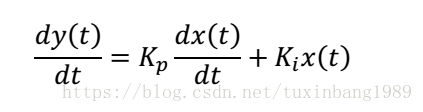 dy(t)/dt = K_p dx(t)/dt + K_i x(t)
https://blog.csdn.net/tuxinbang1989